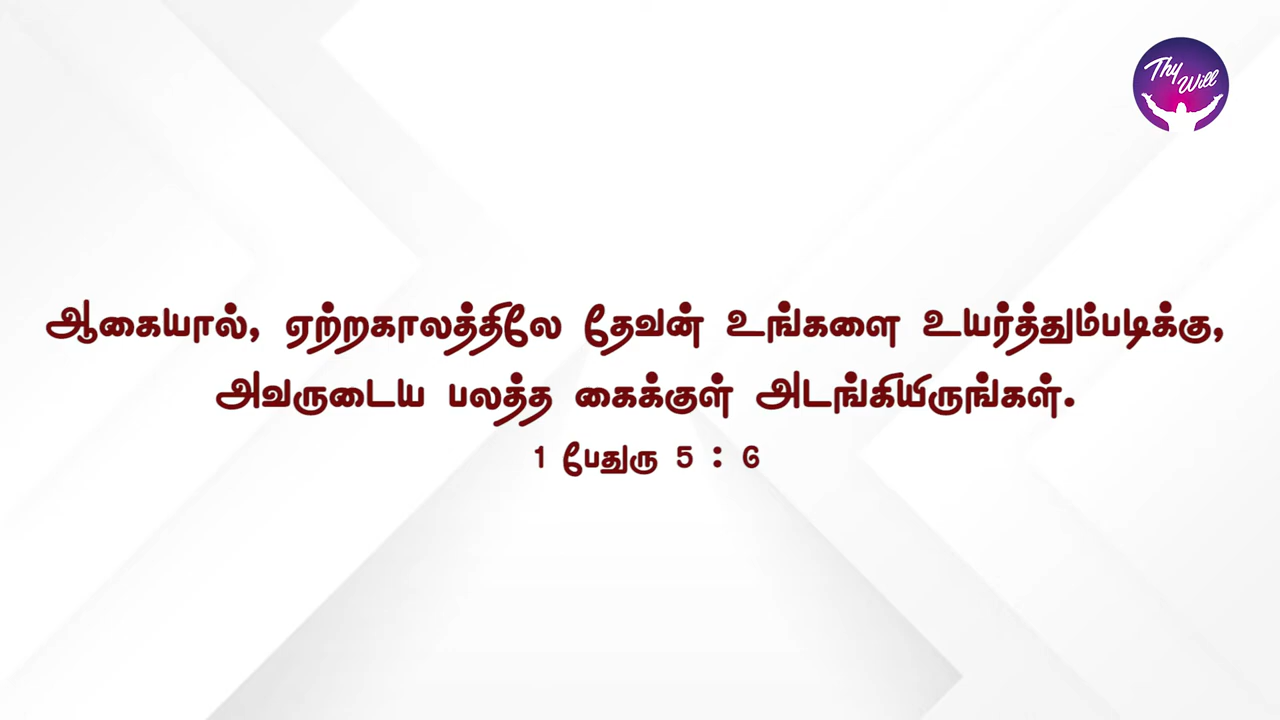 Thy Will
ஆகையால், ஏற்றகாலத்திலே தேவன் உங்களை உயர்த்தும்படிக்கு,
அவருடைய பலத்த கைக்குள் அடங்கியிருங்கள்.
1 பேதுரு 5 : 6